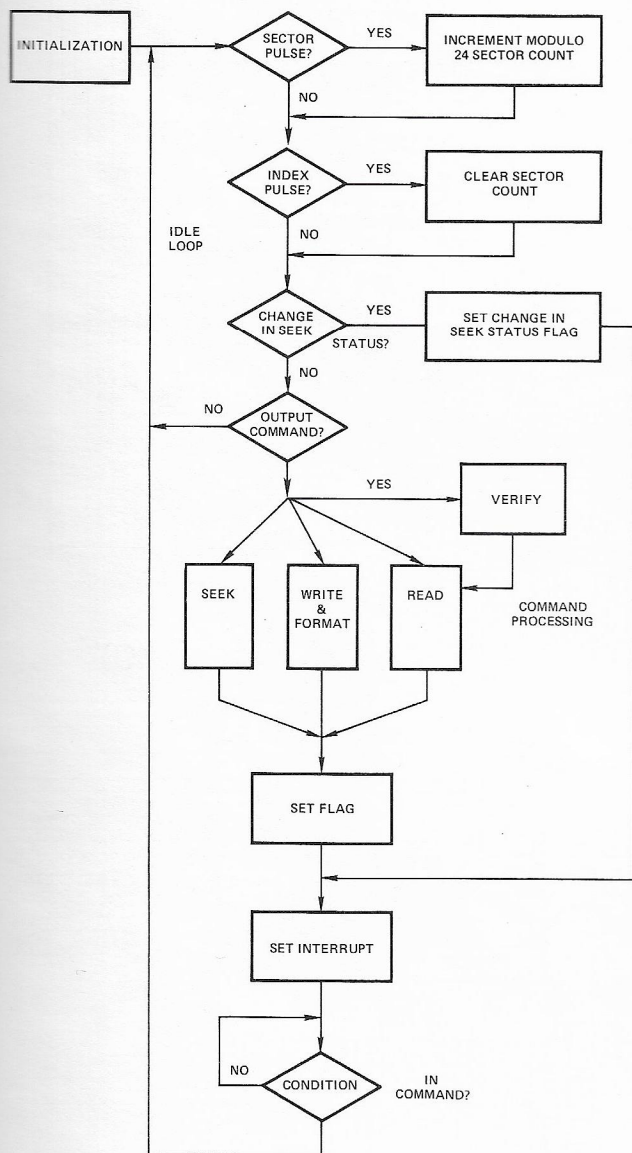 INITIALIZATION
SECTOR
PULSE?
YES
INCREMENT MODULO
24 SECTOR COUNT
NO
INDEX
PULSE?
YES
CLEAR SECTOR
COUNT
IDLE
LOOP
NO
CHANGE
IN SEEK
STATUS?
YES
SET CHANGE IN
SEEK STATUS FLAG
NO
NO
OUTPUT
COMMAND?
YES
VERIFY
SEEK
WRITE
&
FORMAT
READ
COMMAND
PROCESSING
SET FLAG
SET INTERRUPT
NO
CONDITION
IN
COMMAND?